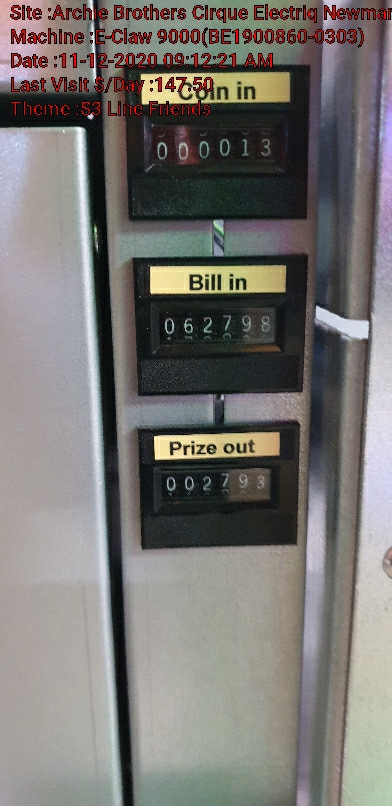 Site :Archie Brothers Cirque Electriq Newmar
Machine :E-Claw 9000(BE1900860-0303)
Date :11-12-2020 09:12:21 AM
Last Visit $/Day :147.50
Theme :S3 Line Friends
Coin in
000013
Bill in
062798
Prize out
002793